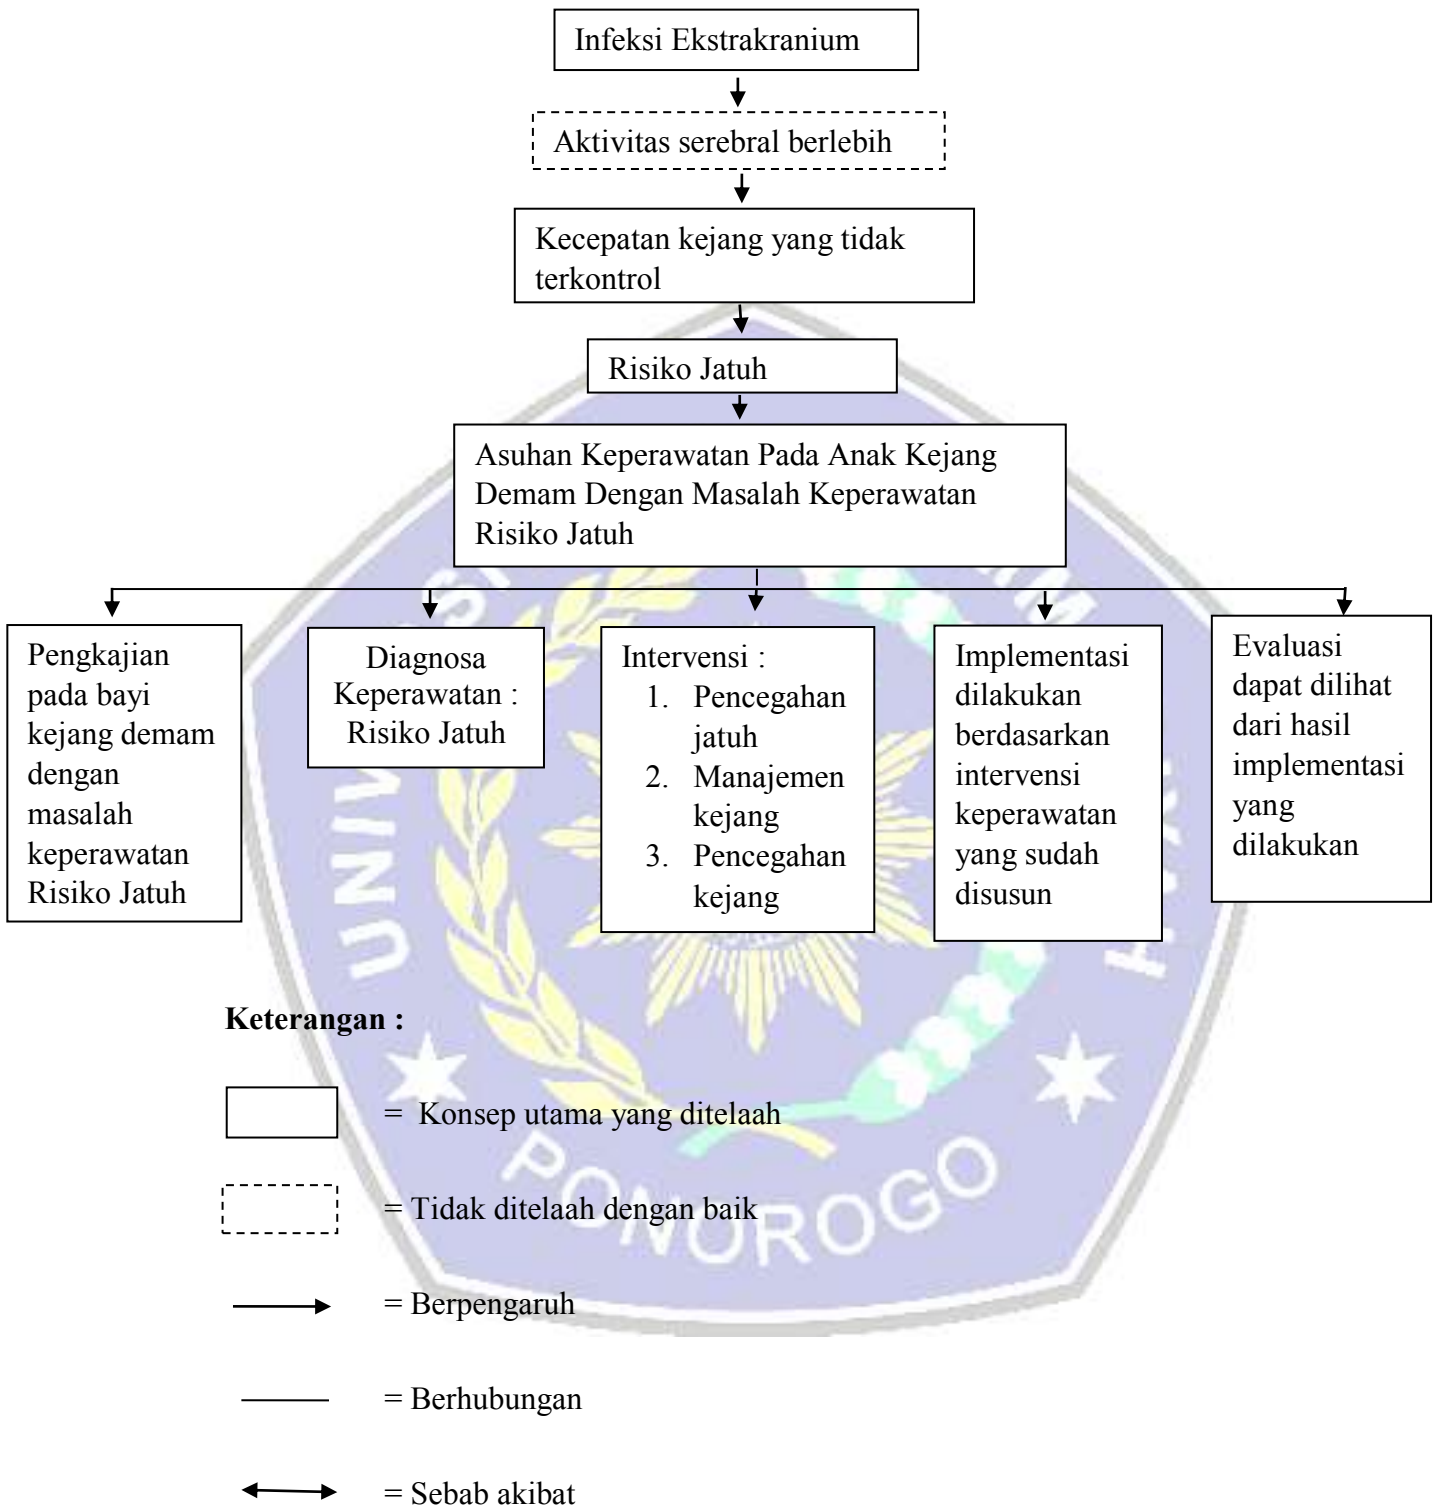 Infeksi Ekstrakranium
Aktivitas serebral berlebih
Kecepatan kejang yang tidak
terkontrol
Risiko Jatuh
Asuhan Keperawatan Pada Anak Kejang
Demam Dengan Masalah Keperawatan
Risiko Jatuh
Pengkajian
pada bayi
kejang demam
dengan
masalah
keperawatan
Risiko Jatuh
Diagnosa
Keperawatan :
Risiko Jatuh
Intervensi :
1. Pencegahan
jatuh
2. Manajemen
kejang
3. Pencegahan
kejang
Implementasi
dilakukan
berdasarkan
intervensi
keperawatan
yang sudah
disusun
Evaluasi
dapat dilihat
dari hasil
implementasi
yang
dilakukan
Keterangan :
= Konsep utama yang ditelaah
= Tidak ditelaah dengan baik
= Berpengaruh
= Berhubungan
= Sebab akibat
PONOROGO